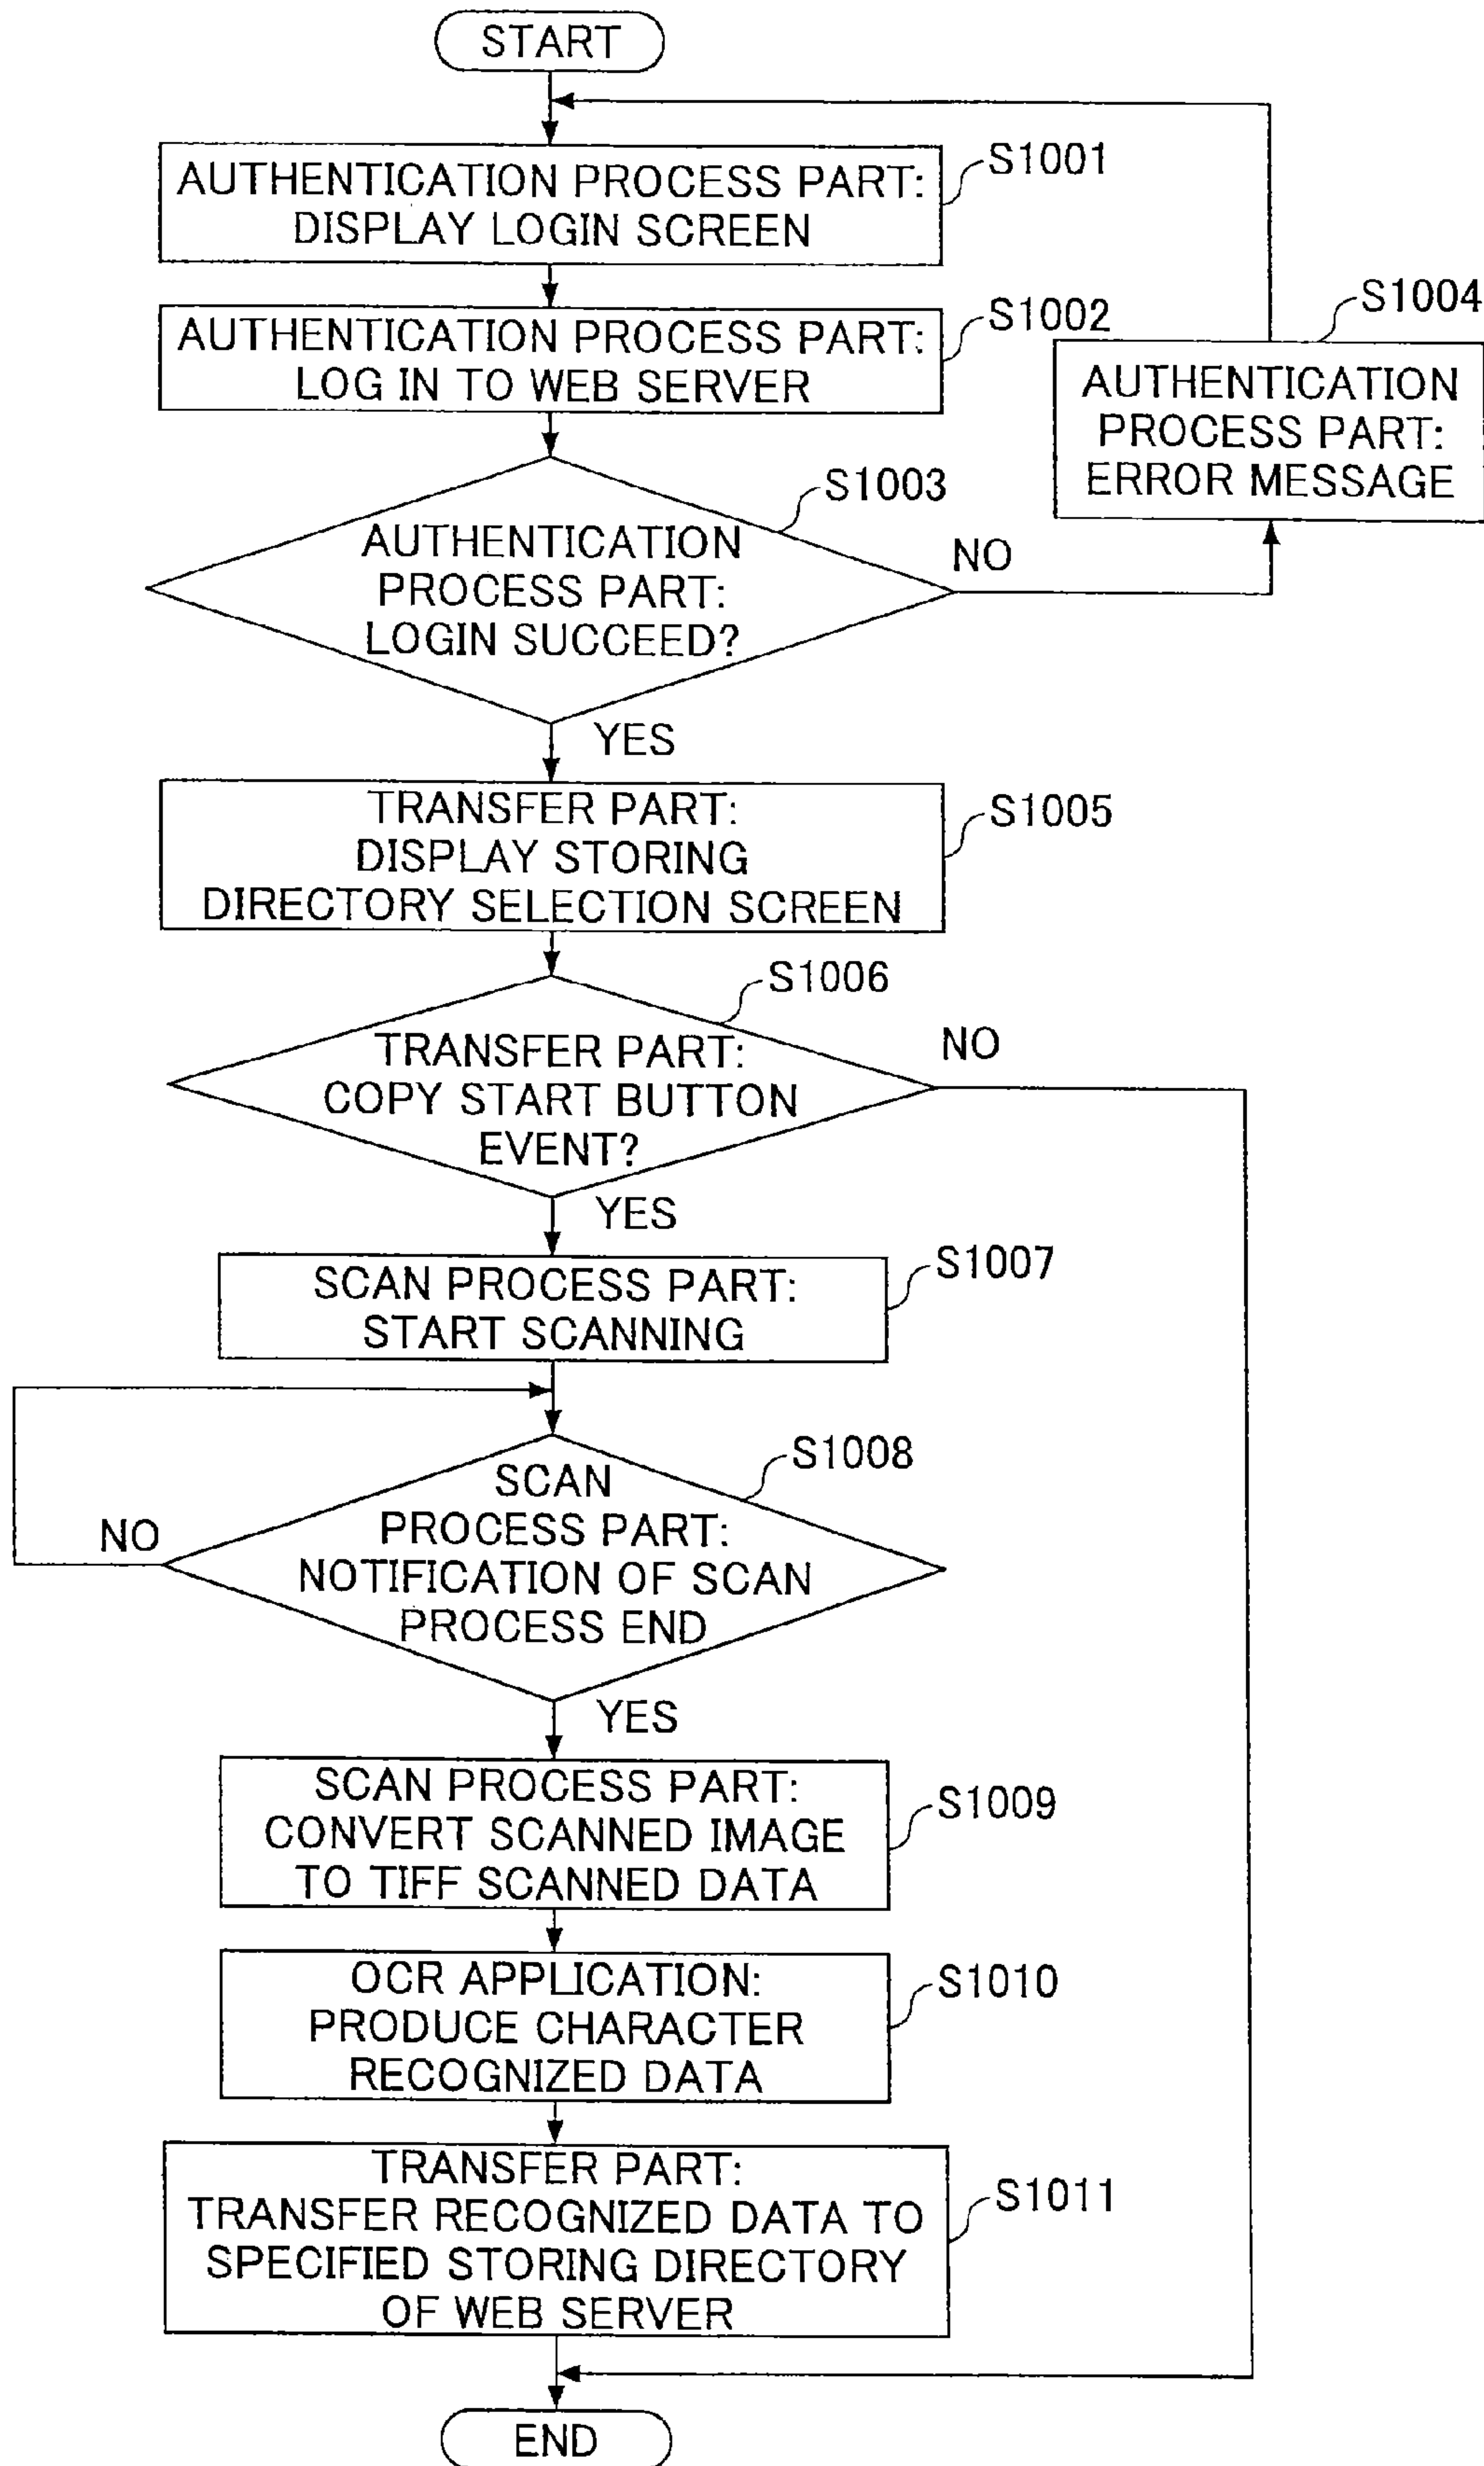 START
AUTHENTICATION PROCESS PART:
DISPLAY LOGIN SCREEN
S1001
AUTHENTICATION PROCESS PART:
LOG IN TO WEB SERVER
S1002
S1004
AUTHENTICATION
PROCESS PART:
ERROR MESSAGE
S1003
AUTHENTICATION
PROCESS PART:
LOGIN SUCCEED?
NO
YES
TRANSFER PART:
DISPLAY STORING
DIRECTORY SELECTION SCREEN
S1005
S1006
TRANSFER PART:
COPY START BUTTON
EVENT?
NO
YES
SCAN PROCESS PART:
START SCANNING
S1007
S1008
SCAN
PROCESS PART:
NOTIFICATION OF SCAN
PROCESS END
NO
YES
SCAN PROCESS PART:
CONVERT SCANNED IMAGE
TO TIFF SCANNED DATA
S1009
OCR APPLICATION:
PRODUCE CHARACTER
RECOGNIZED DATA
S1010
TRANSFER PART:
TRANSFER RECOGNIZED DATA TO
SPECIFIED STORING DIRECTORY
OF WEB SERVER
S1011
END